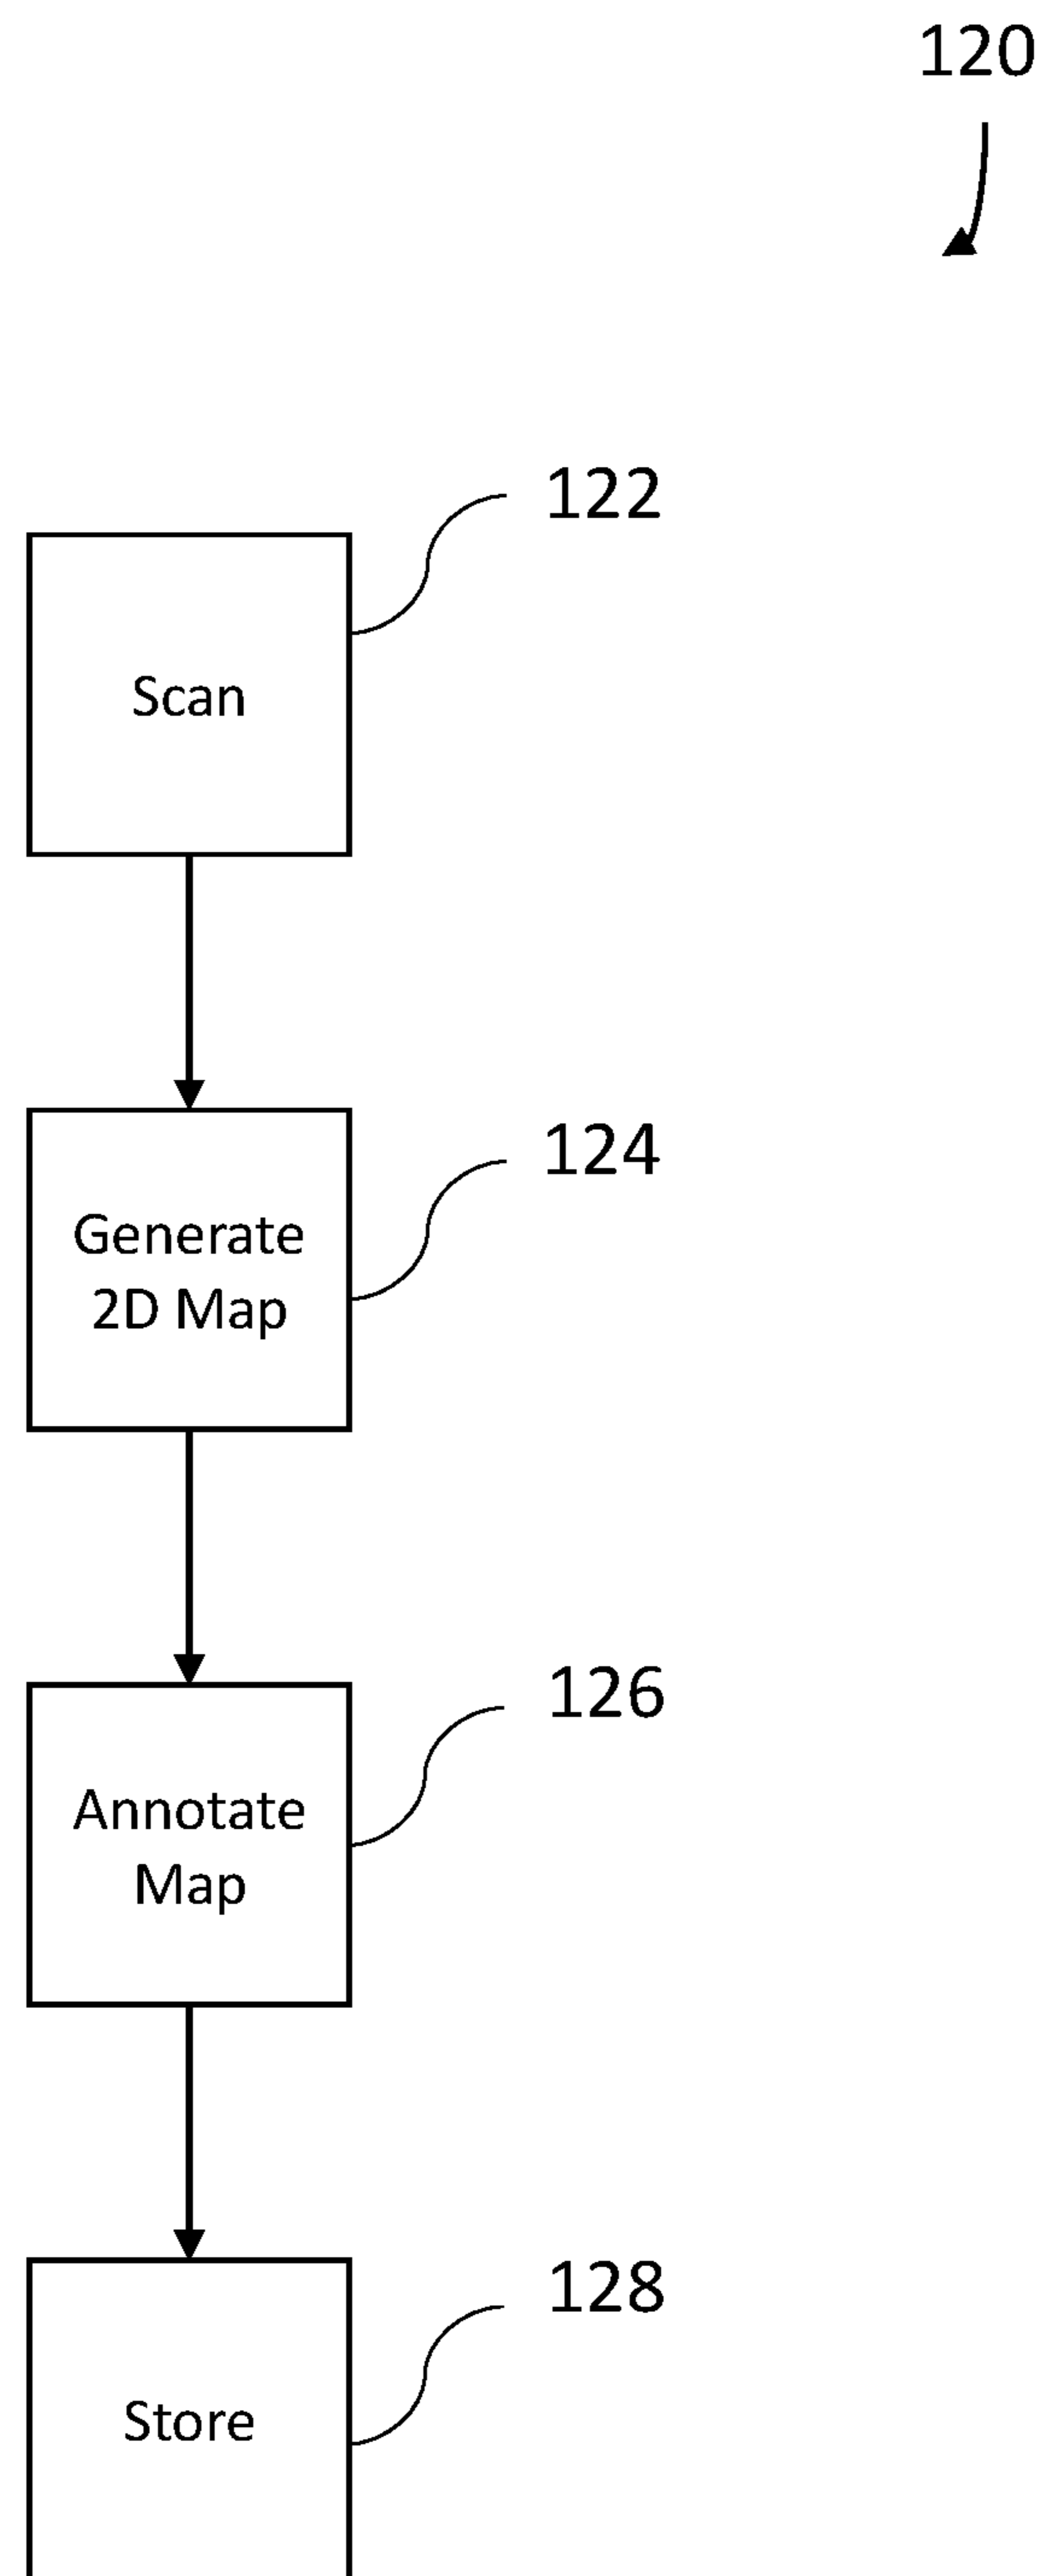 120
122
Scan
124
Generate
2D Map
126
Annotate
Map
128
Store